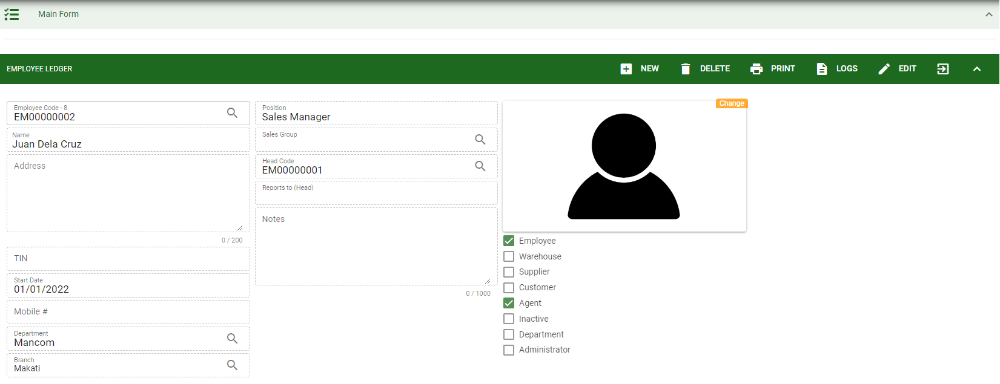 Main Form
EMPLOYEE LEDGER
NEW
DELETE
PRINT
LOGS
EDIT
Employee Code - 8
EM00000002
Name
Juan Dela Cruz
Address
0 / 200
TIN
Start Date
01/01/2022
Mobile #
Department
Mancom
Branch
Makati
Position
Sales Manager
Sales Group
Head Code
EM00000001
Reports to (Head)
Notes
0 / 1000
Change
Employee
Warehouse
Supplier
Customer
Agent
Inactive
Department
Administrator